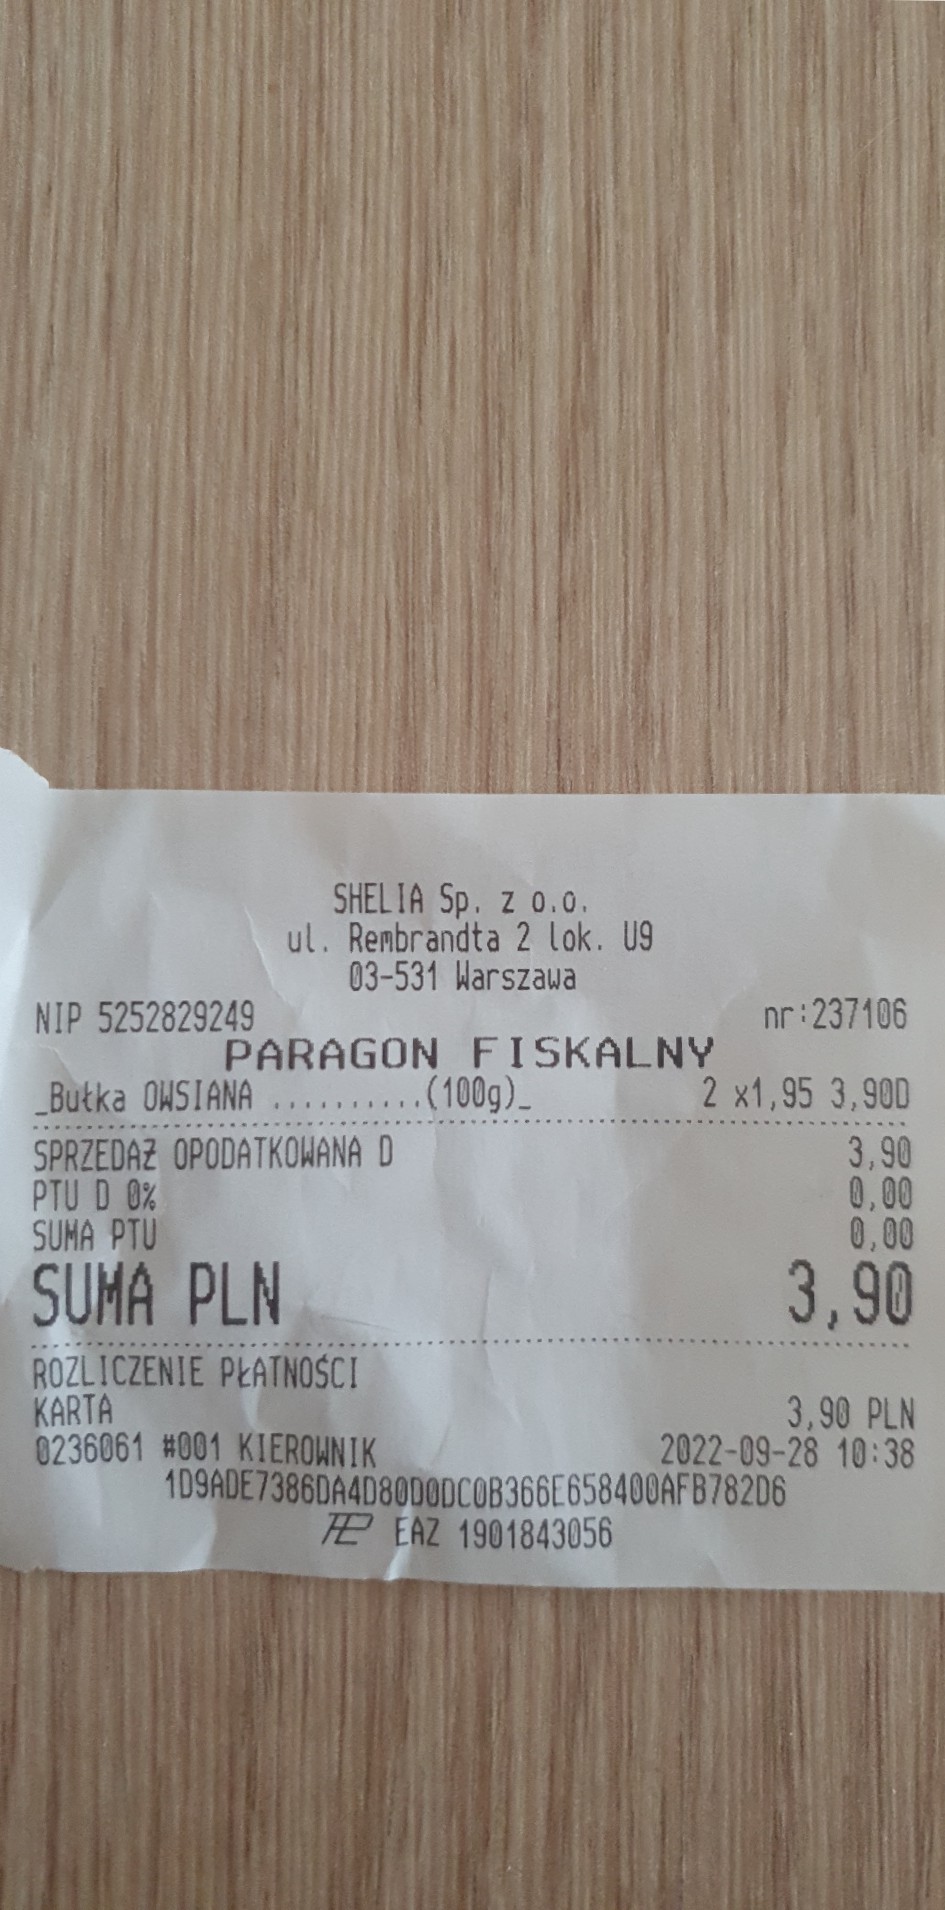 SHELIA Sp. z o.o.
ul. Rembrandta 2 lok. U9
03-531 Warszawa
NIP 5252829249 nr:237106
PARAGON FISKALNY
_Bułka OWSIANA ..........(100g)_ 2 x1,95 3,90D
SPRZEDAŻ OPODATKOWANA D 3,90
PTU D 0% 0,00
SUMA PTU 0,00
SUMA PLN 3,90
ROZLICZENIE PŁATNOŚCI
KARTA 3,90 PLN
0236061 #001 KIEROWNIK 2022-09-28 10:38
1D9ADE7386DA4D80D0DC0B366E658400AFB782D6
EAZ 1901843056